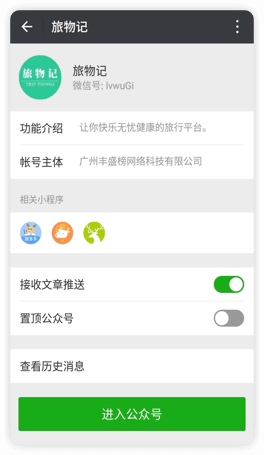 旅物记
旅物记
旅物记
微信号: lvwuGi
功能介绍 让你快乐无忧健康的旅行平台。
帐号主体 广州丰盛榜网络科技有限公司
相关小程序
接收文章推送
置顶公众号
查看历史消息
进入公众号